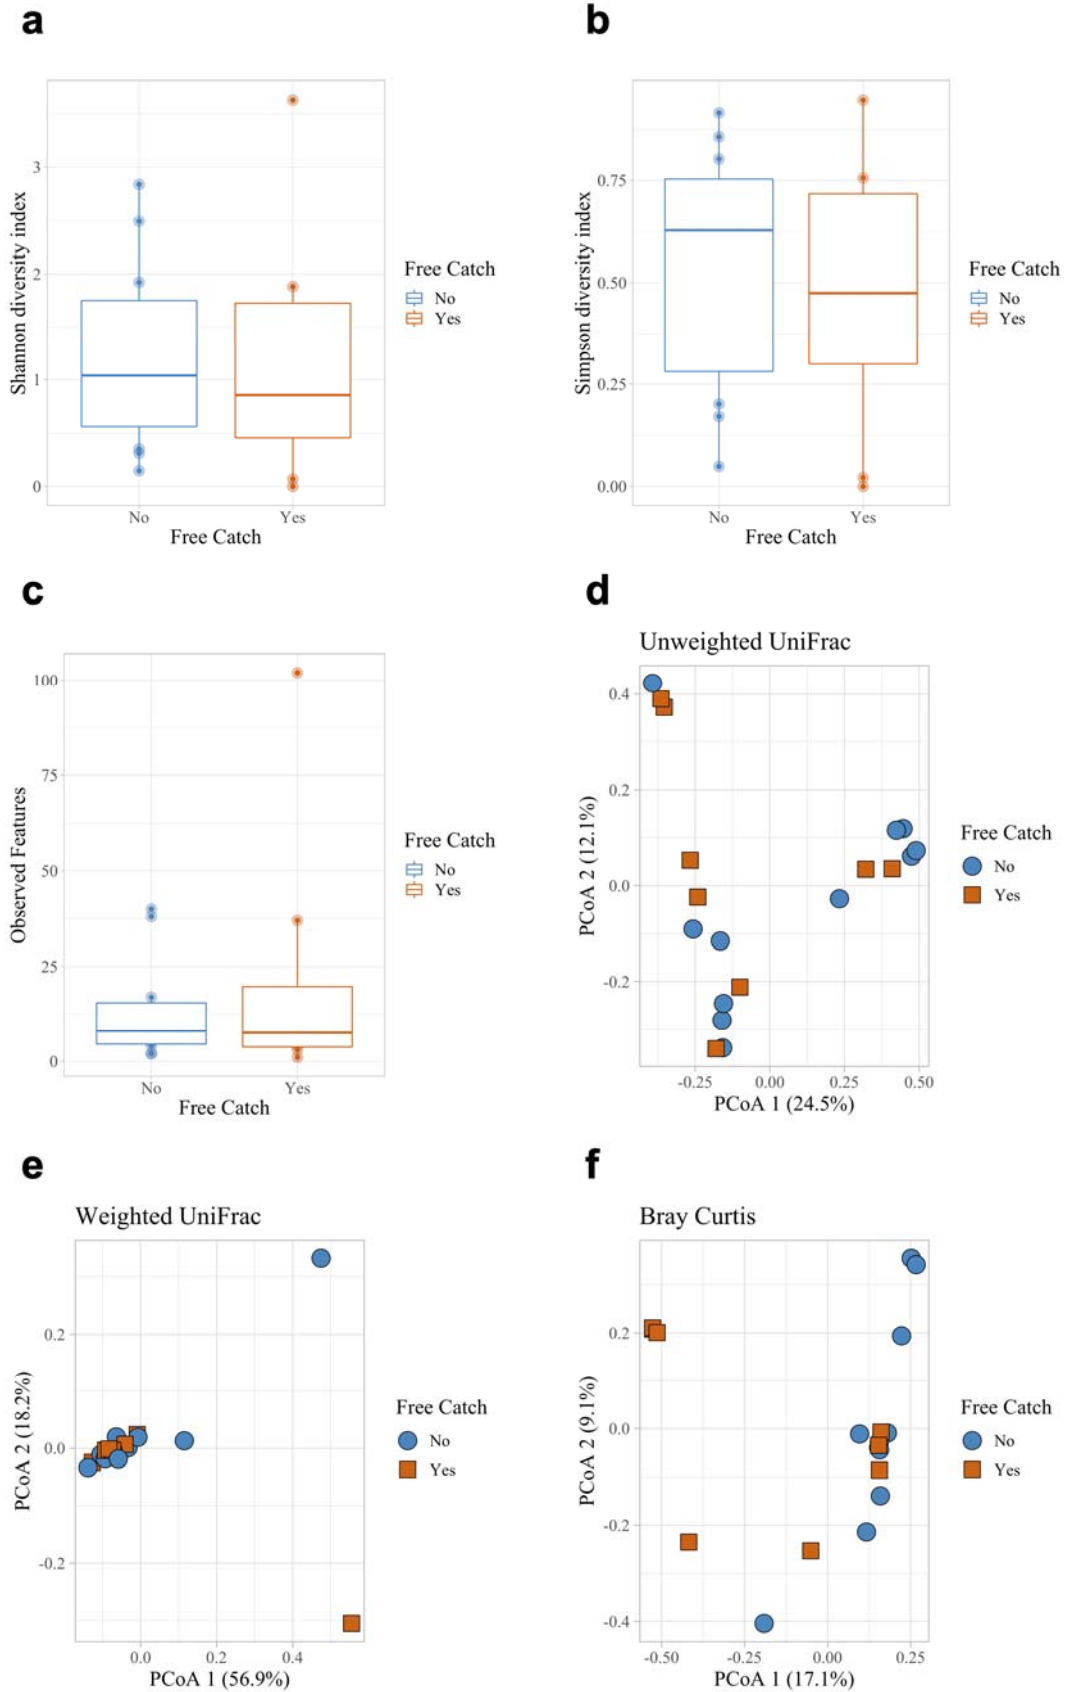 a
Shannon diversity index
3
2
1
0
No
Yes
Free Catch
Free Catch
No
Yes
b
Simpson diversity index
0.75
0.50
0.25
0.00
No
Yes
Free Catch
Free Catch
No
Yes
c
Observed Features
100
75
50
25
0
No
Yes
Free Catch
Free Catch
No
Yes
d
Unweighted UniFrac
PCoA 2 (12.1%)
0.4
0.2
0.0
-0.2
-0.25
0.00
0.25
0.50
PCoA 1 (24.5%)
Free Catch
No
Yes
e
Weighted UniFrac
PCoA 2 (18.2%)
0.2
0.0
-0.2
0.0
0.2
0.4
PCoA 1 (56.9%)
Free Catch
No
Yes
f
Bray Curtis
PCoA 2 (9.1%)
0.2
0.0
-0.2
-0.4
-0.50
-0.25
0.00
0.25
PCoA 1 (17.1%)
Free Catch
No
Yes